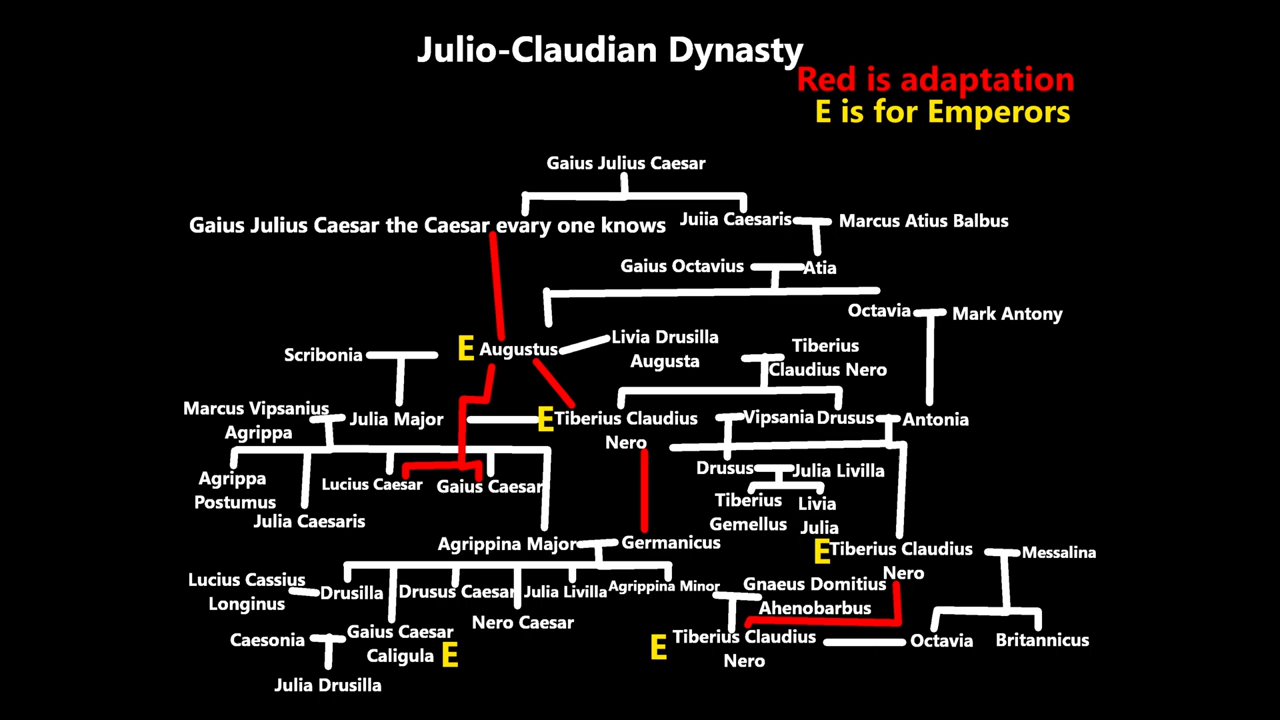 Julio-Claudian Dynasty
Red is adaptation
E is for Emperors
Gaius Julius Caesar
Gaius Julius Caesar the Caesar evary one knows
Juiia Caesaris
Marcus Atius Balbus
Gaius Octavius
Atia
Octavia
Mark Antony
Scribonia
E
Augustus
Livia Drusilla
Augusta
Tiberius
Claudius Nero
Marcus Vipsanius
Agrippa
Julia Major
E
Tiberius Claudius
Nero
Vipsania
Drusus
Antonia
Agrippa
Postumus
Julia Caesaris
Lucius Caesar
Gaius Caesar
Drusus
Julia Livilla
Tiberius
Gemellus
Livia
Julia
Agrippina Major
Germanicus
E
Tiberius Claudius
Nero
Messalina
Lucius Cassius
Longinus
Drusilla
Drusus Caesar
Julia Livilla
Agrippina Minor
Gnaeus Domitius
Ahenobarbus
Nero Caesar
Caesonia
Gaius Caesar
Caligula
E
E
Tiberius Claudius
Nero
Octavia
Britannicus
Julia Drusilla